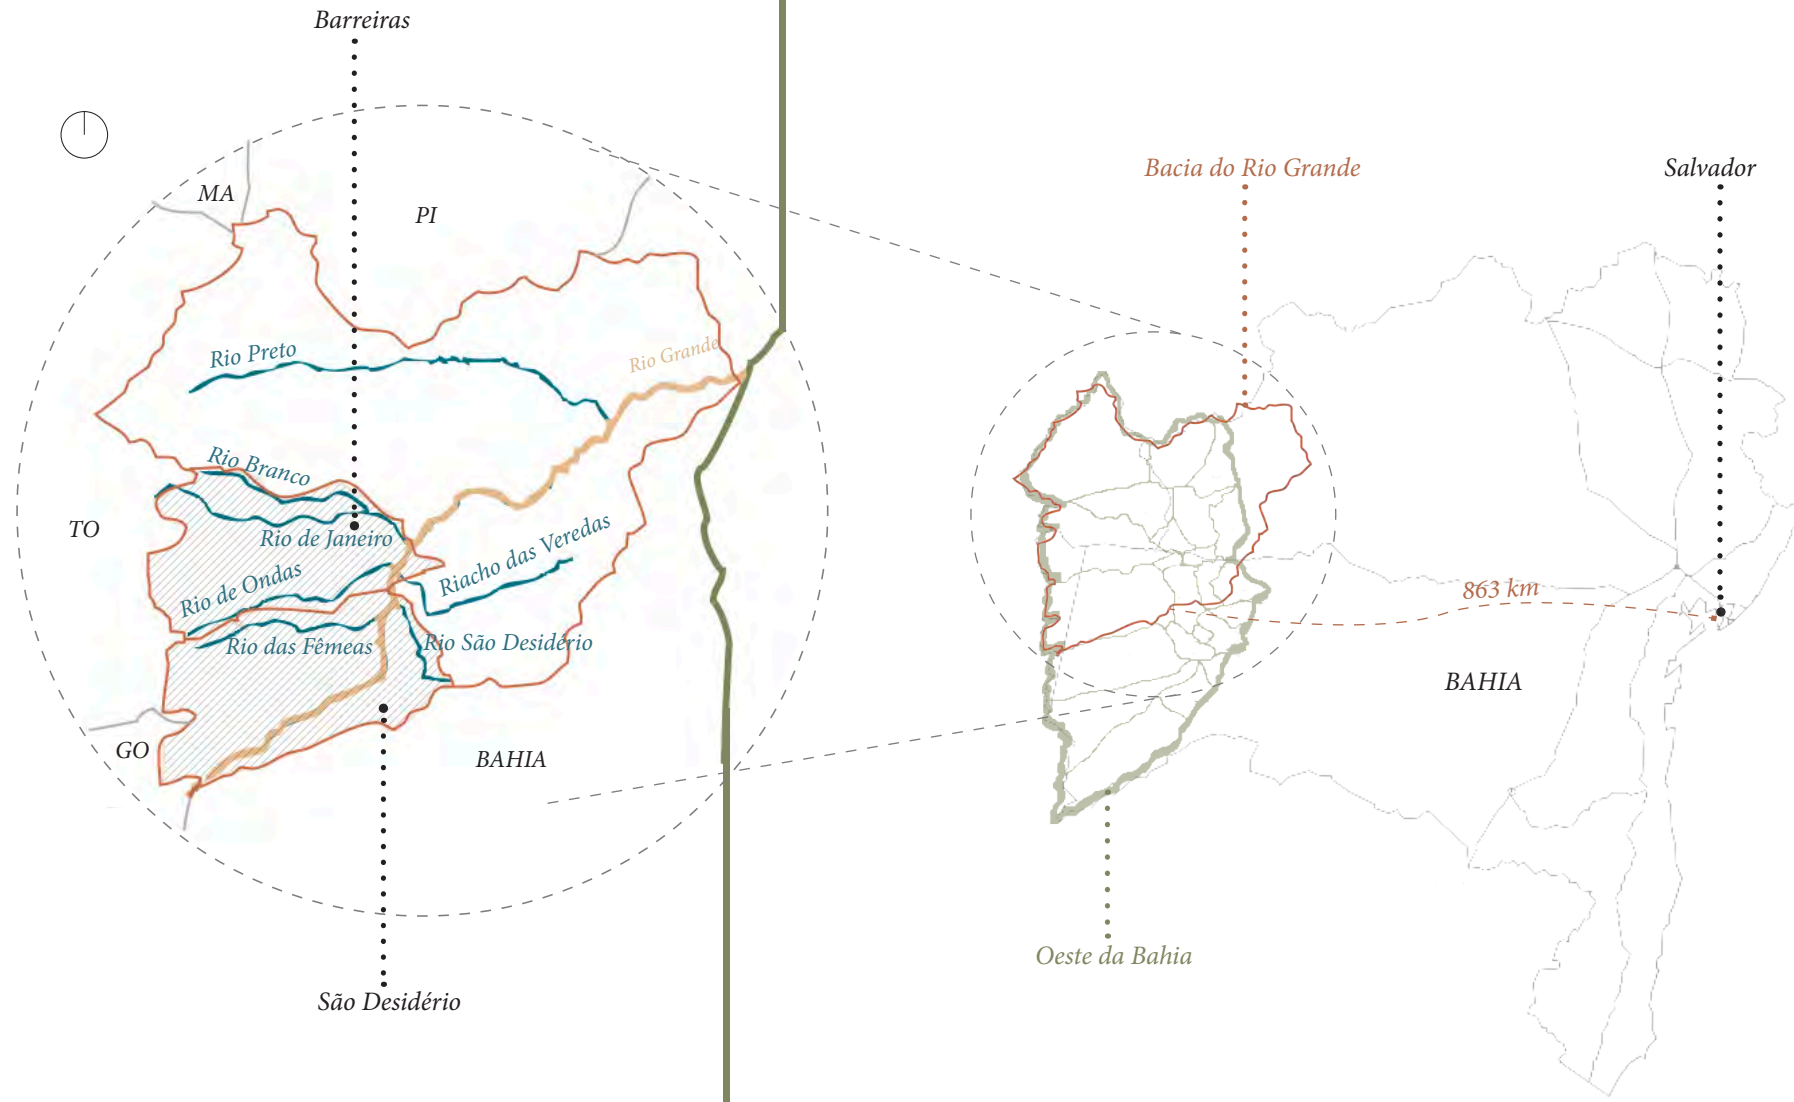 Barreiras
MA
PI
Rio Preto
Rio Grande
Rio Branco
TO
Rio de Janeiro
Riacho das Veredas
Rio de Ondas
Rio das Fêmeas
Rio São Desidério
GO
BAHIA
São Desidério
Bacia do Rio Grande
Salvador
863 km
BAHIA
Oeste da Bahia